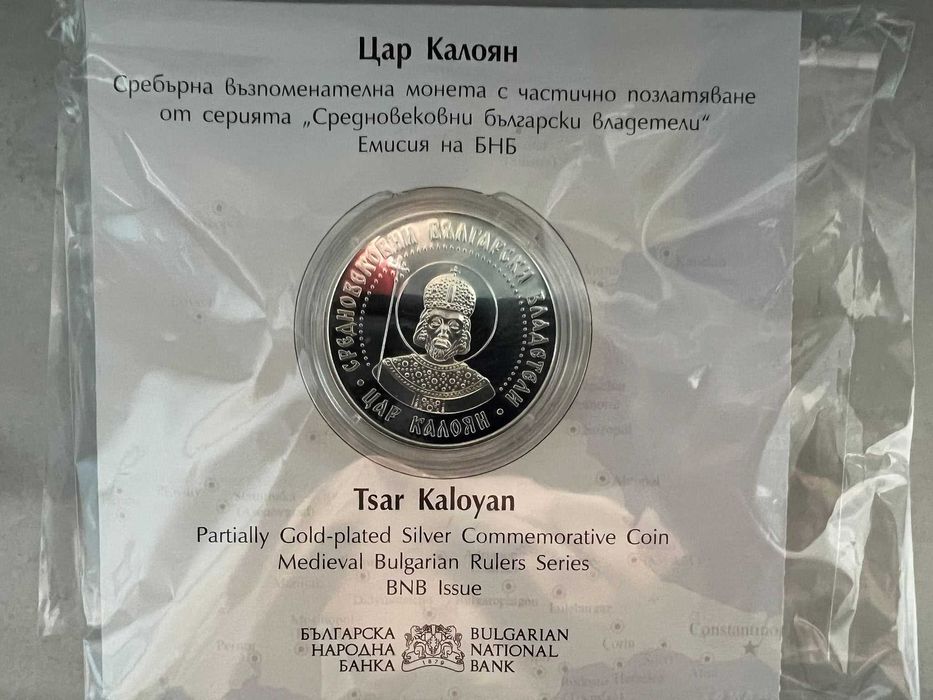 Цар Калоян
Сребърна възпоменателна монета с частично позлатяване
от серията „Средновековни български владетели“
Емисия на БНБ
СРЕДНОВЕКОВНИ БЪЛГАРСКИ ВЛАДЕТЕЛИ
• ЦАР КАЛОЯН •
Tsar Kaloyan
Partially Gold-plated Silver Commemorative Coin
Medieval Bulgarian Rulers Series
BNB Issue
БЪЛГАРСКА
НАРОДНА
БАНКА
1879
BULGARIAN
NATIONAL
BANK